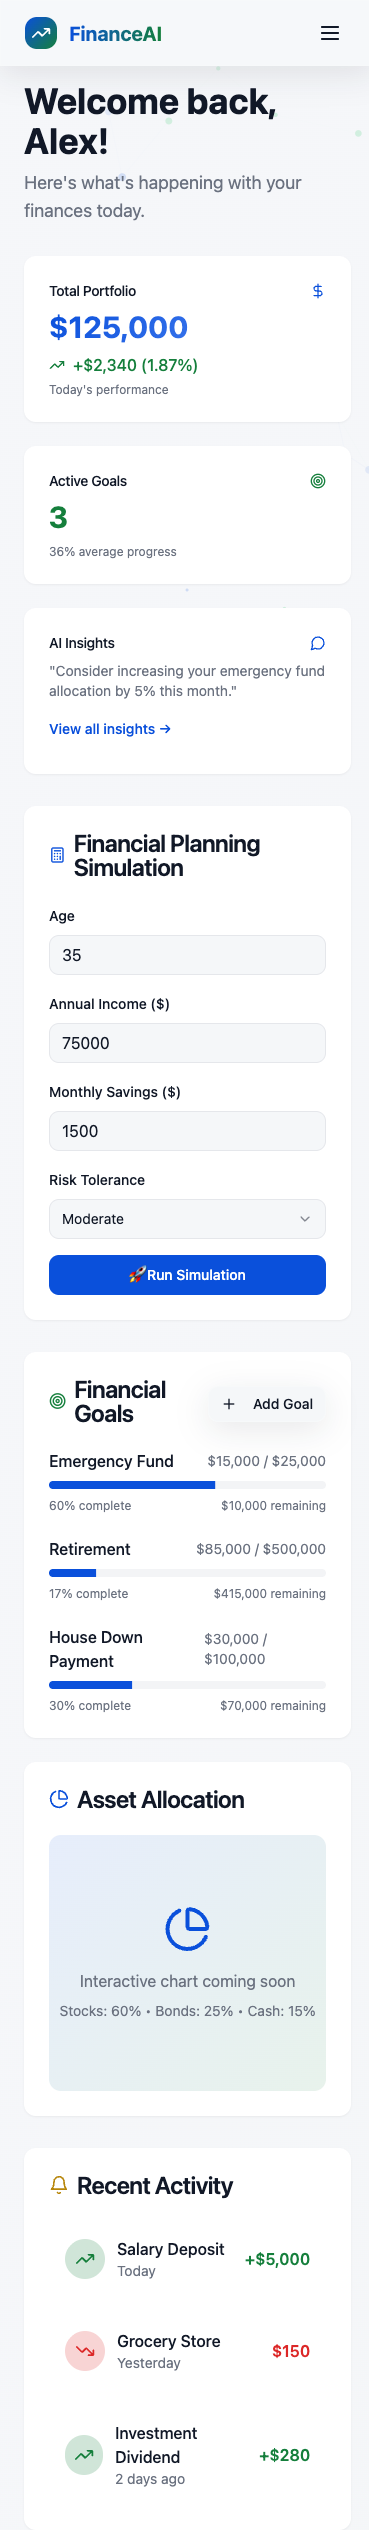 FinanceAI
Welcome back,
Alex!
Here's what's happening with your
finances today.
Total Portfolio
$125,000
+$2,340 (1.87%)
Today's performance
Active Goals
3
36% average progress
AI Insights
"Consider increasing your emergency fund
allocation by 5% this month."
View all insights →
Financial Planning
Simulation
Age
35
Annual Income ($)
75000
Monthly Savings ($)
1500
Risk Tolerance
Moderate
🚀Run Simulation
Financial
Goals
+ Add Goal
Emergency Fund $15,000 / $25,000
60% complete $10,000 remaining
Retirement $85,000 / $500,000
17% complete $415,000 remaining
House Down
Payment
$30,000 /
$100,000
30% complete $70,000 remaining
Asset Allocation
Interactive chart coming soon
Stocks: 60% • Bonds: 25% • Cash: 15%
Recent Activity
Salary Deposit
Today
+$5,000
Grocery Store
Yesterday
$150
Investment
Dividend
2 days ago
+$280